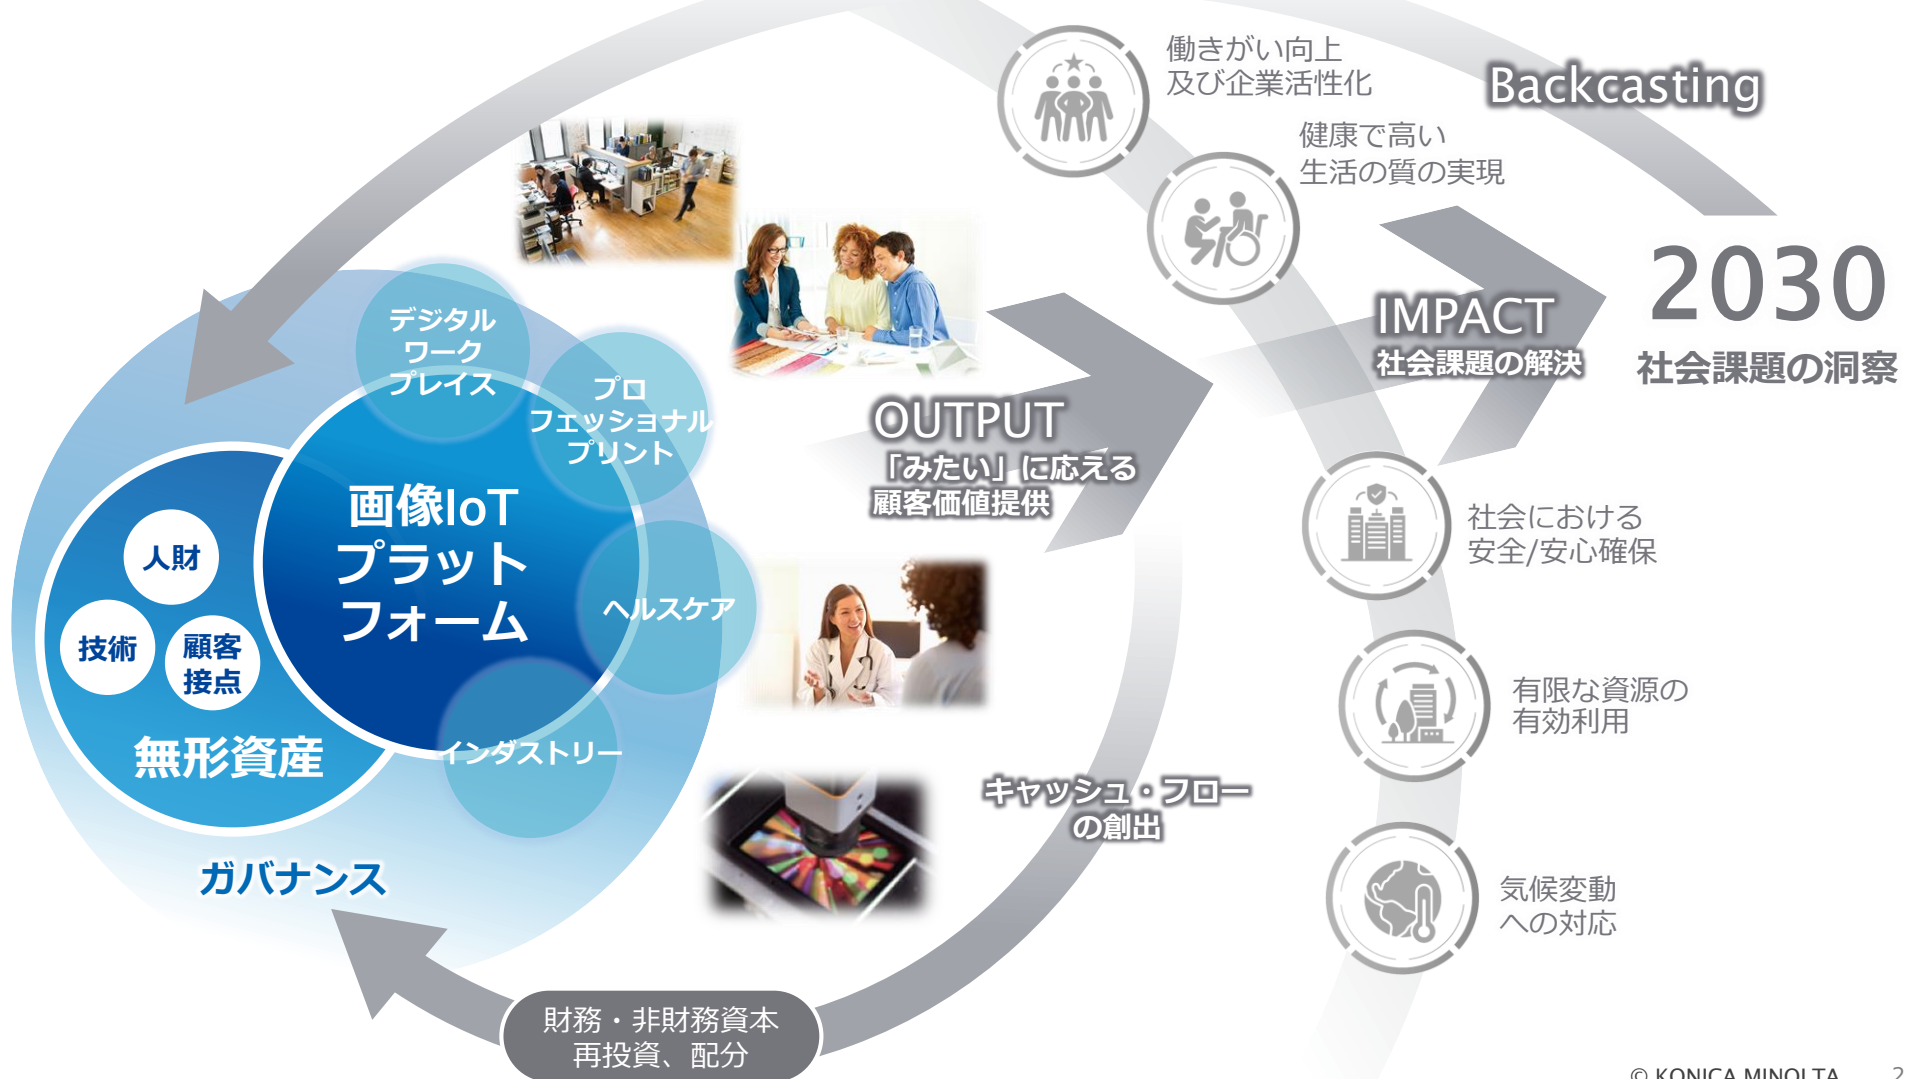 働きがい向上
及び企業活性化
Backcasting
健康で高い
生活の質の実現
2030
社会課題の洞察
IMPACT
社会課題の解決
デジタル
ワーク
プレイス
プロ
フェッショナル
プリント
OUTPUT
「みたい」に応える
顧客価値提供
画像IoT
プラット
フォーム
人財
技術
顧客
接点
無形資産
ヘルスケア
インダストリー
ガバナンス
社会における
安全/安心確保
有限な資源の
有効利用
キャッシュ・フロー
の創出
気候変動
への対応
財務・非財務資本
再投資、配分
© KONICA MINOLTA 2